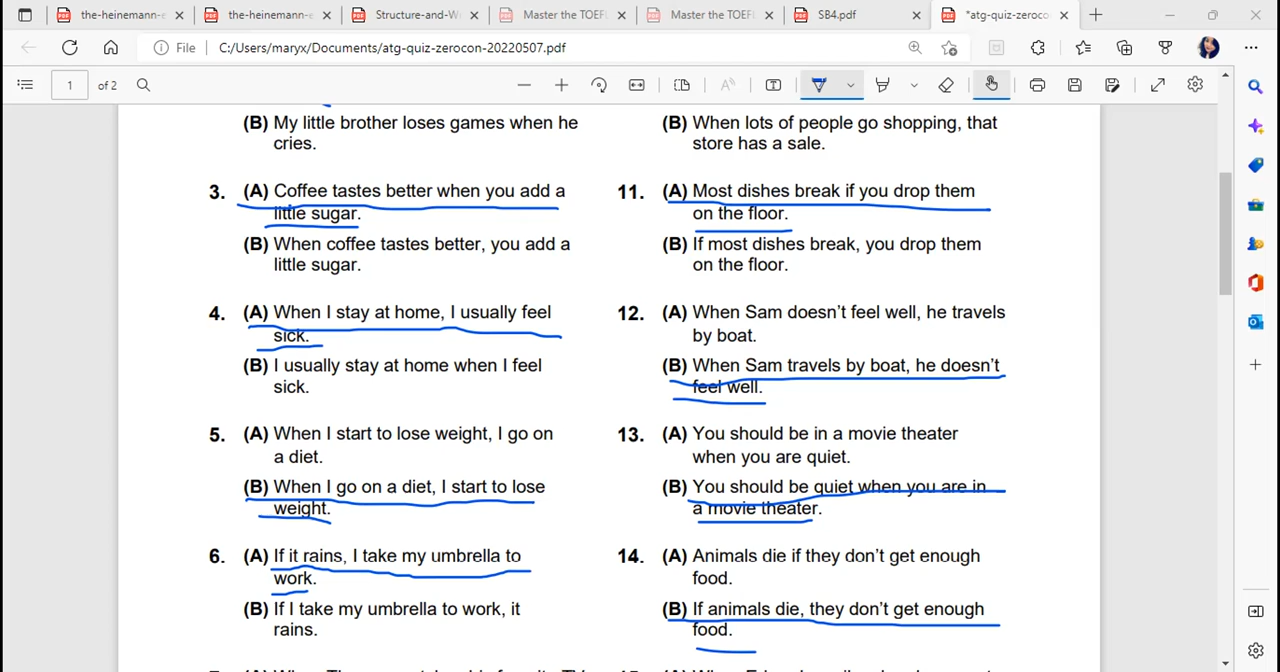 the-heinemann-e
the-heinemann-e
Structure-and-W
Master the TOEFL
Master the TOEFL
SB4.pdf
*atg-quiz-zerocon
File
C:/Users/maryx/Documents/atg-quiz-zerocon-20220507.pdf
1 of 2
(B) My little brother loses games when he
cries.
3. (A) Coffee tastes better when you add a
little sugar.
(B) When coffee tastes better, you add a
little sugar.
4. (A) When I stay at home, I usually feel
sick.
(B) I usually stay at home when I feel
sick.
5. (A) When I start to lose weight, I go on
a diet.
(B) When I go on a diet, I start to lose
weight.
6. (A) If it rains, I take my umbrella to
work.
(B) If I take my umbrella to work, it
rains.
(B) When lots of people go shopping, that
store has a sale.
11. (A) Most dishes break if you drop them
on the floor.
(B) If most dishes break, you drop them
on the floor.
12. (A) When Sam doesn't feel well, he travels
by boat.
(B) When Sam travels by boat, he doesn't
feel well.
13. (A) You should be in a movie theater
when you are quiet.
(B) You should be quiet when you are in
a movie theater.
14. (A) Animals die if they don't get enough
food.
(B) If animals die, they don't get enough
food.